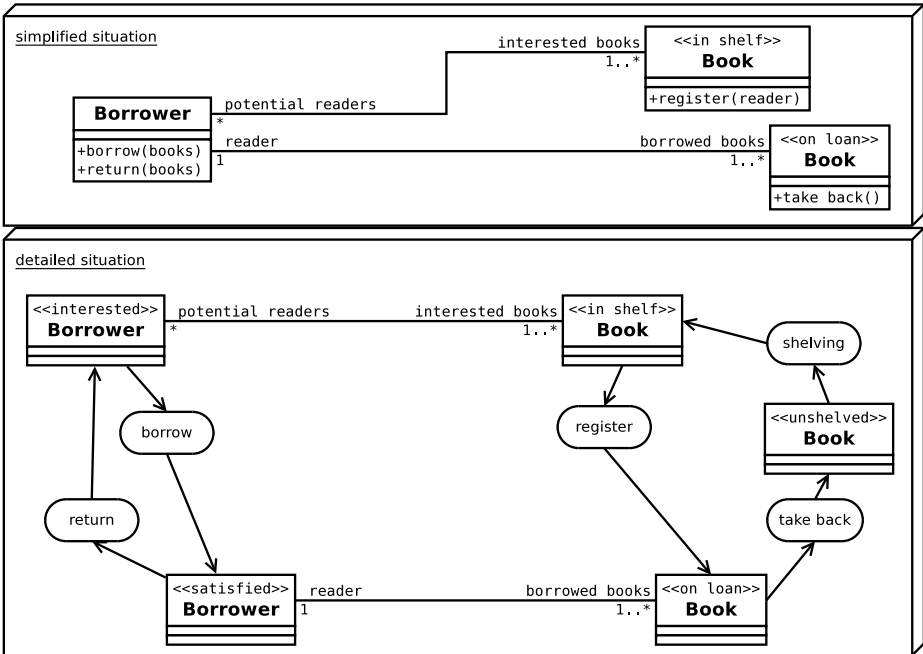 simplified situation
interested books
1..*
<<in shelf>>
Book
+register(reader)
Borrower
+borrow(books)
+return(books)
potential readers
*
reader
1
borrowed books
1..*
<<on loan>>
Book
+take back()
detailed situation
<<interested>>
Borrower
potential readers
*
interested books
1..*
<<in shelf>>
Book
shelving
borrow
register
<<unshelved>>
Book
return
take back
<<satisfied>>
Borrower
reader
1
borrowed books
1..*
<<on loan>>
Book